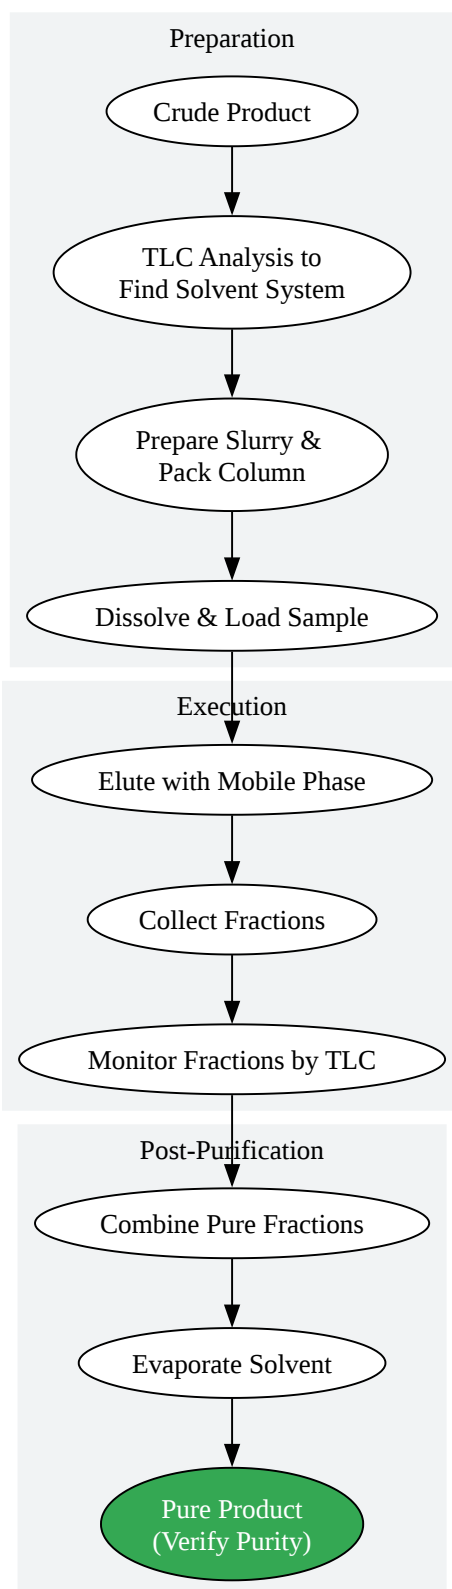 Preparation
Crude Product
TLC Analysis to
Find Solvent System
Prepare Slurry &
Pack Column
Dissolve & Load Sample
Execution
Elute with Mobile Phase
Collect Fractions
Monitor Fractions by TLC
Post-Purification
Combine Pure Fractions
Evaporate Solvent
Pure Product
(Verify Purity)